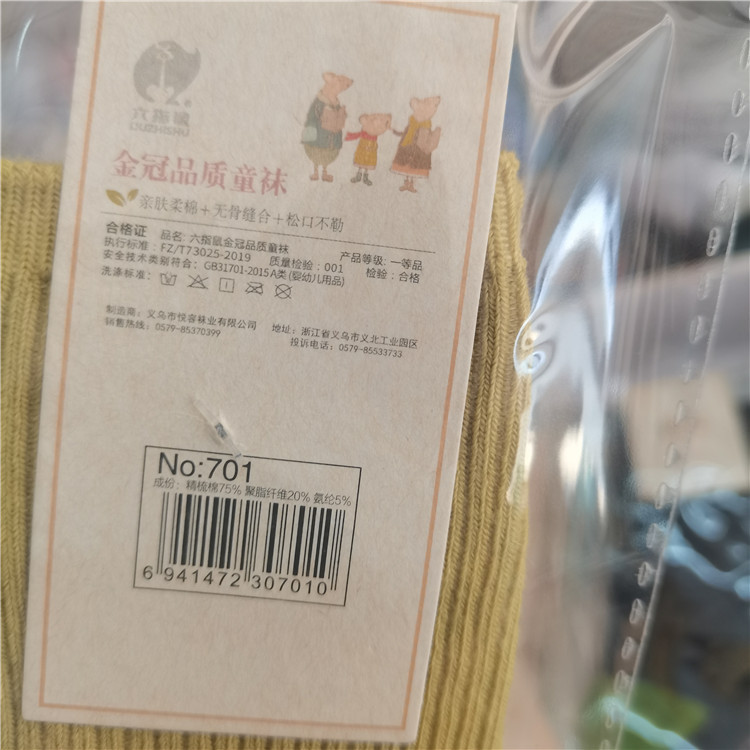 六指鼠
LIUZHISHU
金冠品质童袜
亲肤柔棉+无骨缝合+松口不勒
合格证 品名: 六指鼠金冠品质童袜 产品等级: 一等品
执行标准: FZ/T73025-2019 质量检验: 001 检验: 合格
安全技术类别符合: GB31701-2015 A类 (婴幼儿用品)
洗涤标准:
制造商: 义乌市悦容袜业有限公司 地址: 浙江省义乌市义北工业园区
销售热线: 0579-85370399 投诉电话: 0579-85533733
No:701
成份: 精梳棉75% 聚脂纤维20% 氨纶5%
6 941472 307010